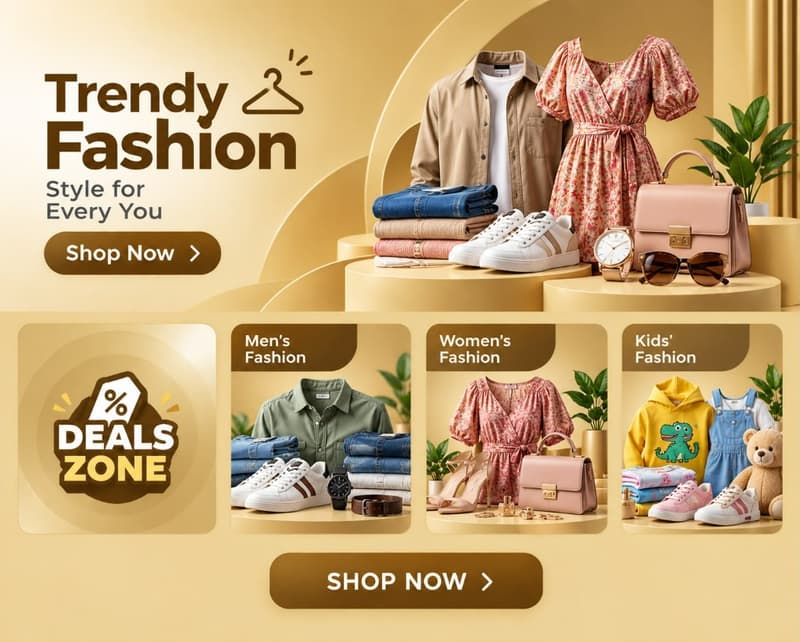 Trendy
Fashion
Style for
Every You
Shop Now
%
DEALS
ZONE
Men's
Fashion
Women's
Fashion
Kids'
Fashion
SHOP NOW